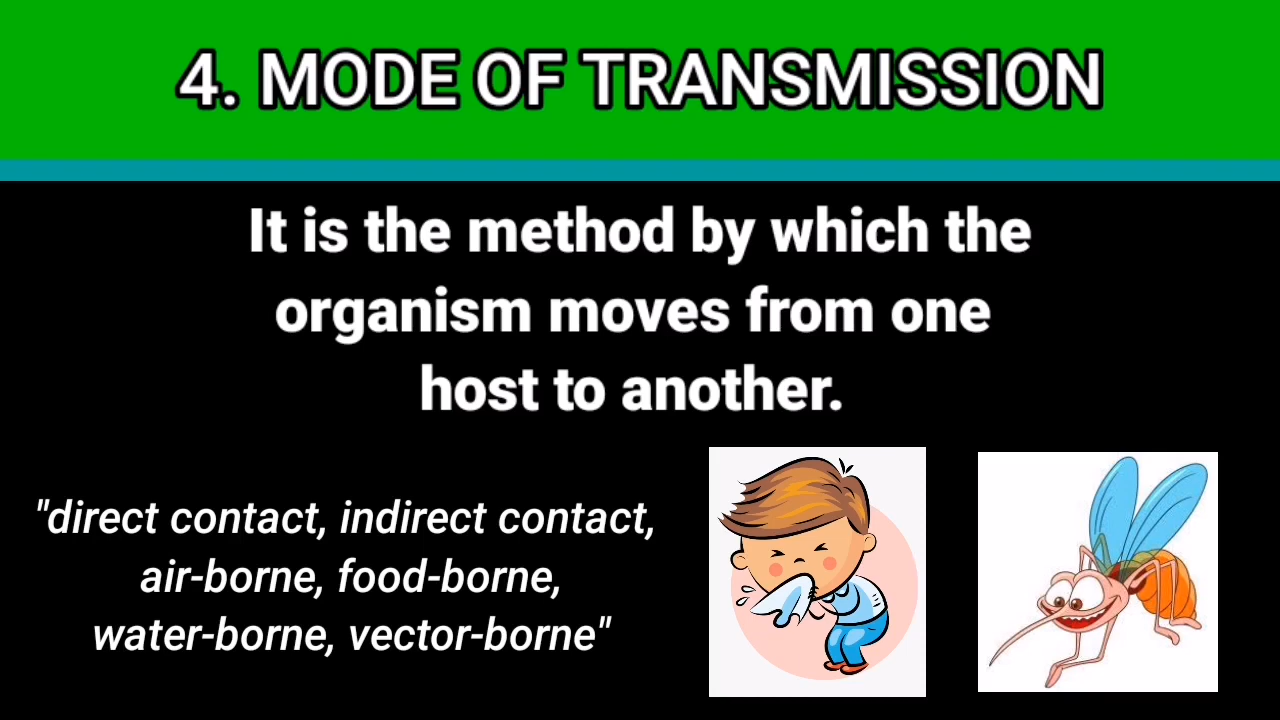 4. MODE OF TRANSMISSION
It is the method by which the
organism moves from one
host to another.
"direct contact, indirect contact,
air-borne, food-borne,
water-borne, vector-borne"